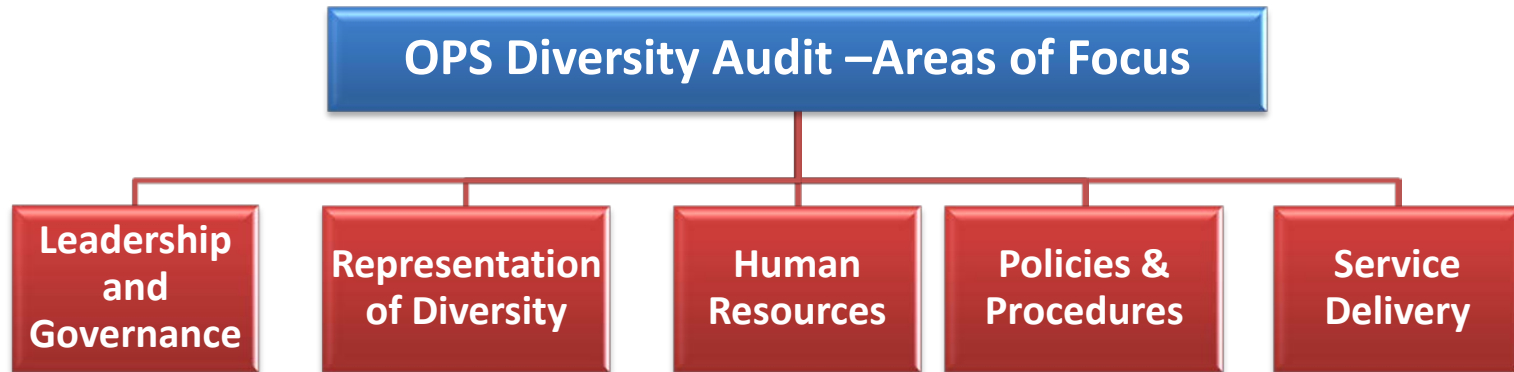 OPS Diversity Audit –Areas of Focus
Leadership
and
Governance
Representation
of Diversity
Human
Resources
Policies &
Procedures
Service
Delivery